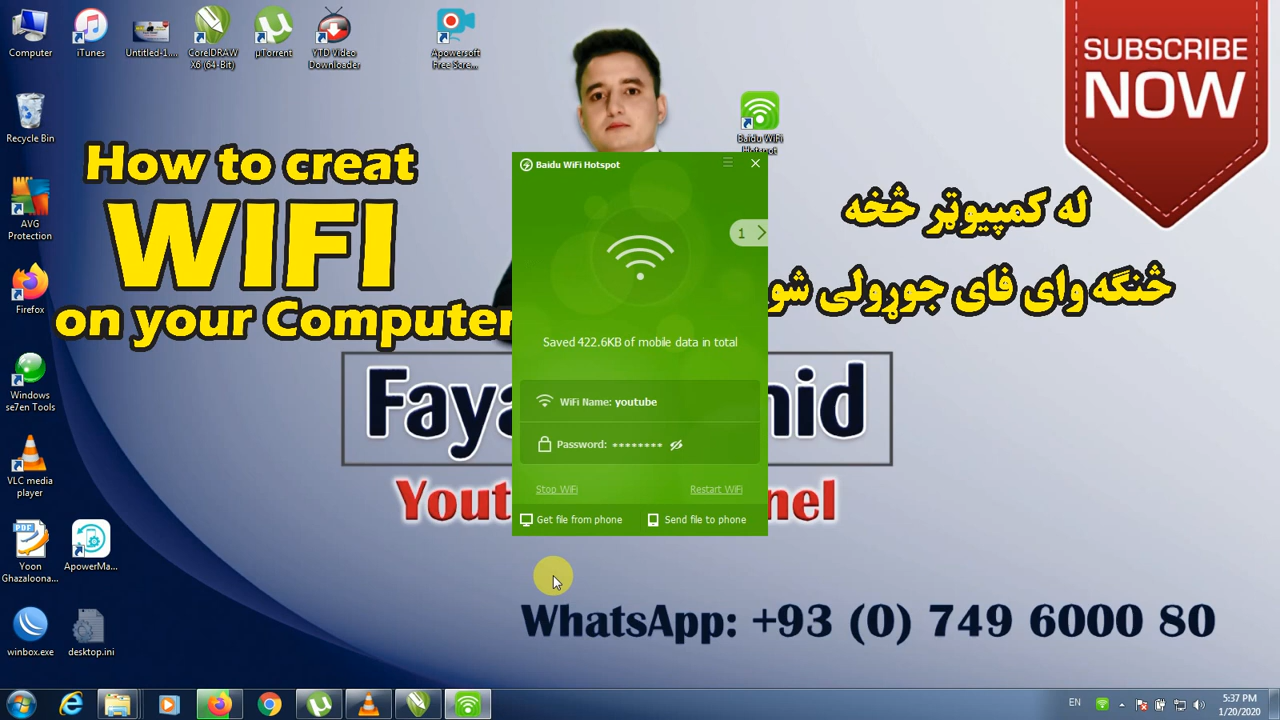 Computer
iTunes
Untitled-1....
CorelDRAW X6 (64-Bit)
µTorrent
YTD Video Downloader
Apowersoft Free Scre...
Baidu WiFi Hotspot
SUBSCRIBE
NOW
Recycle Bin
AVG Protection
Firefox
Windows se7en Tools
VLC media player
Yoon Ghazaloona...
ApowerMa...
winbox.exe
desktop.ini
How to creat
WIFI
on your Computer
له کمپیوټر څخه
څنګه وای فای جوړولی شو
Baidu WiFi Hotspot
1
Saved 422.6KB of mobile data in total
WiFi Name: youtube
Password: ********
Stop WiFi
Restart WiFi
Get file from phone
Send file to phone
WhatsApp: +93 (0) 749 6000 80
EN
5:37 PM
1/20/2020